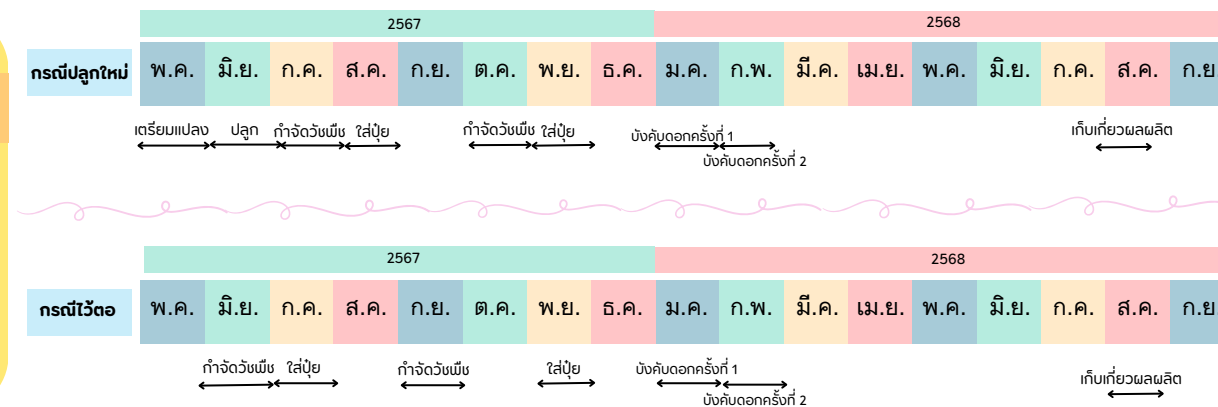 2567 2568
กรณีปลูกใหม่ พ.ค. มิ.ย. ก.ค. ส.ค. ก.ย. ต.ค. พ.ย. ธ.ค. ม.ค. ก.พ. มี.ค. เม.ย. พ.ค. มิ.ย. ก.ค. ส.ค. ก.ย
เตรียมแปลง ปลูก กำจัดวัชพืช ใส่ปุ๋ย กำจัดวัชพืช ใส่ปุ๋ย บังคับดอกครั้งที่ 1 เก็บเกี่ยวผลผลิต
บังคับดอกครั้งที่ 2
2567 2568
กรณีไว้ตอ พ.ค. มิ.ย. ก.ค. ส.ค. ก.ย. ต.ค. พ.ย. ธ.ค. ม.ค. ก.พ. มี.ค. เม.ย. พ.ค. มิ.ย. ก.ค. ส.ค. ก.ย
กำจัดวัชพืช ใส่ปุ๋ย กำจัดวัชพืช ใส่ปุ๋ย บังคับดอกครั้งที่ 1 เก็บเกี่ยวผลผลิต
บังคับดอกครั้งที่ 2